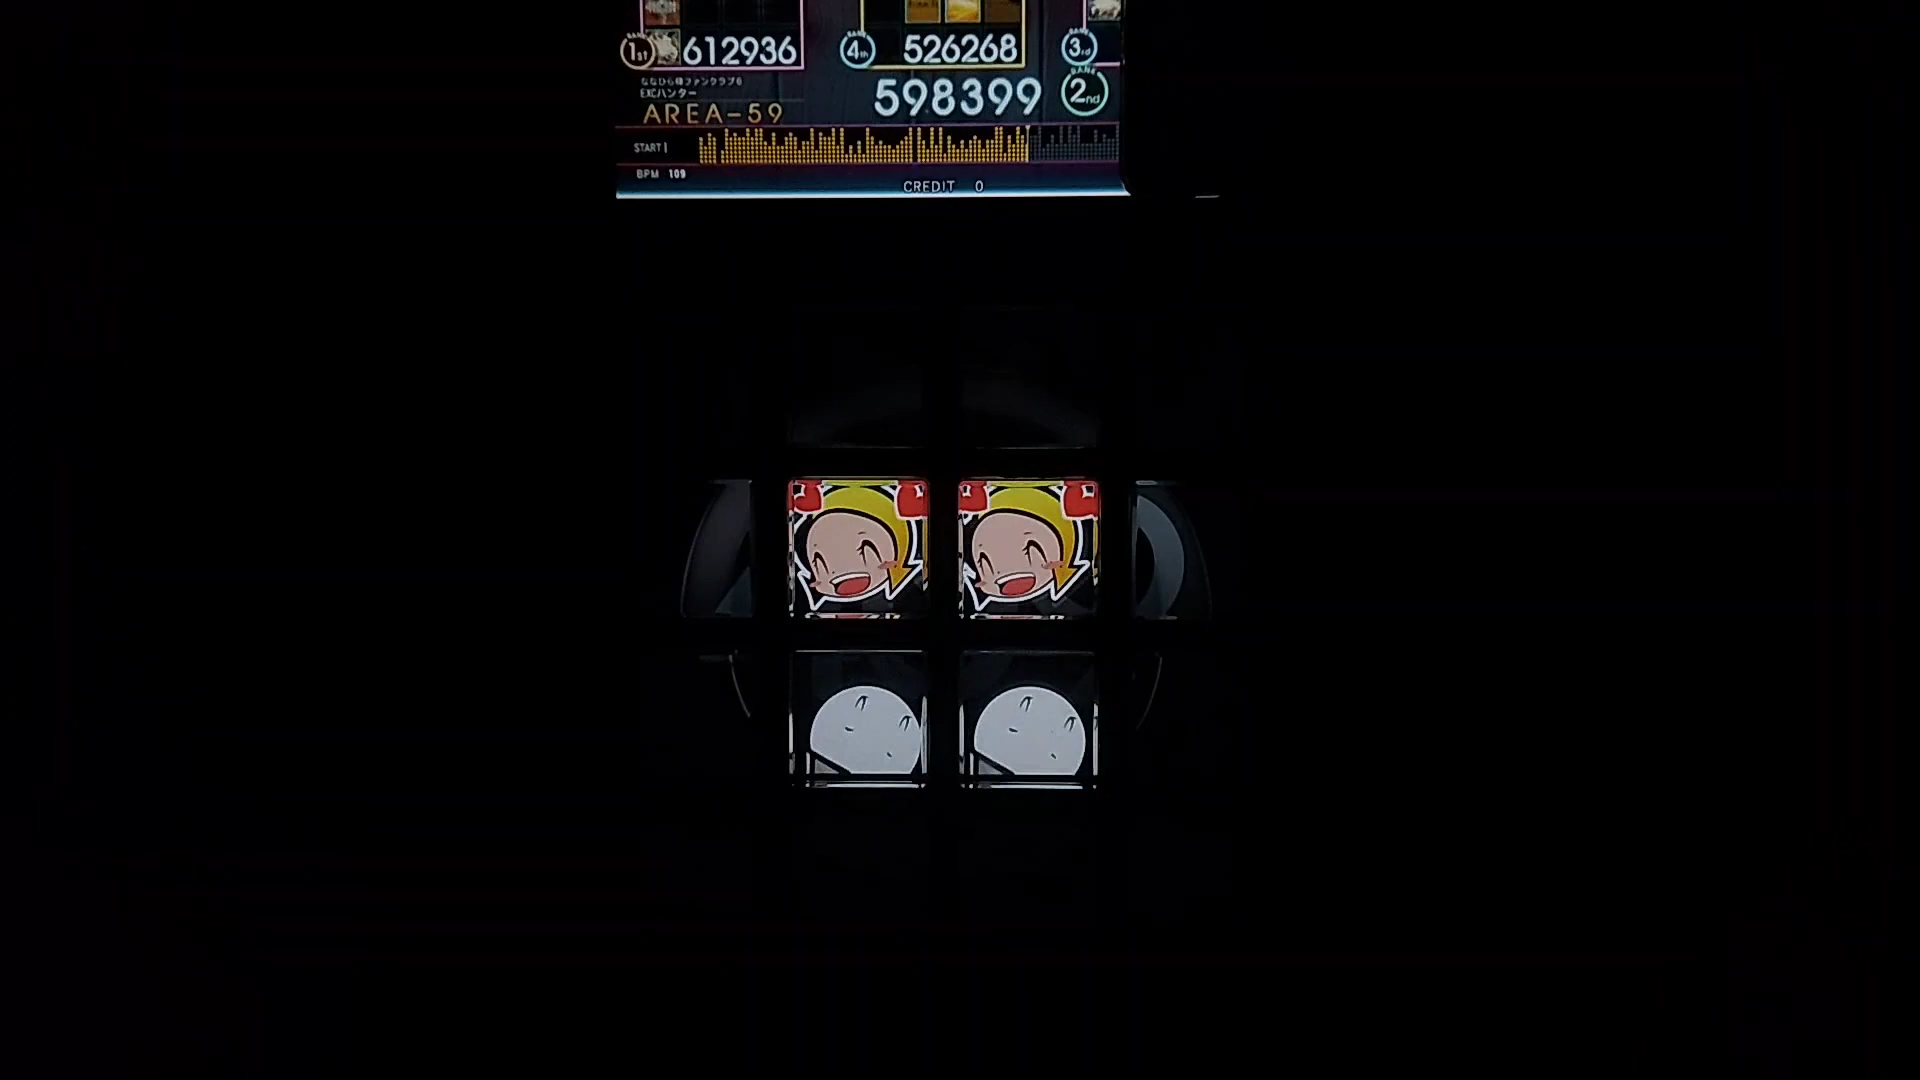 1st 612936
4th 526268
3rd
ななひら様ファンクラブ6
EXCハンター
598399
RANK
2nd
AREA-59
START
BPM 109
CREDIT 0